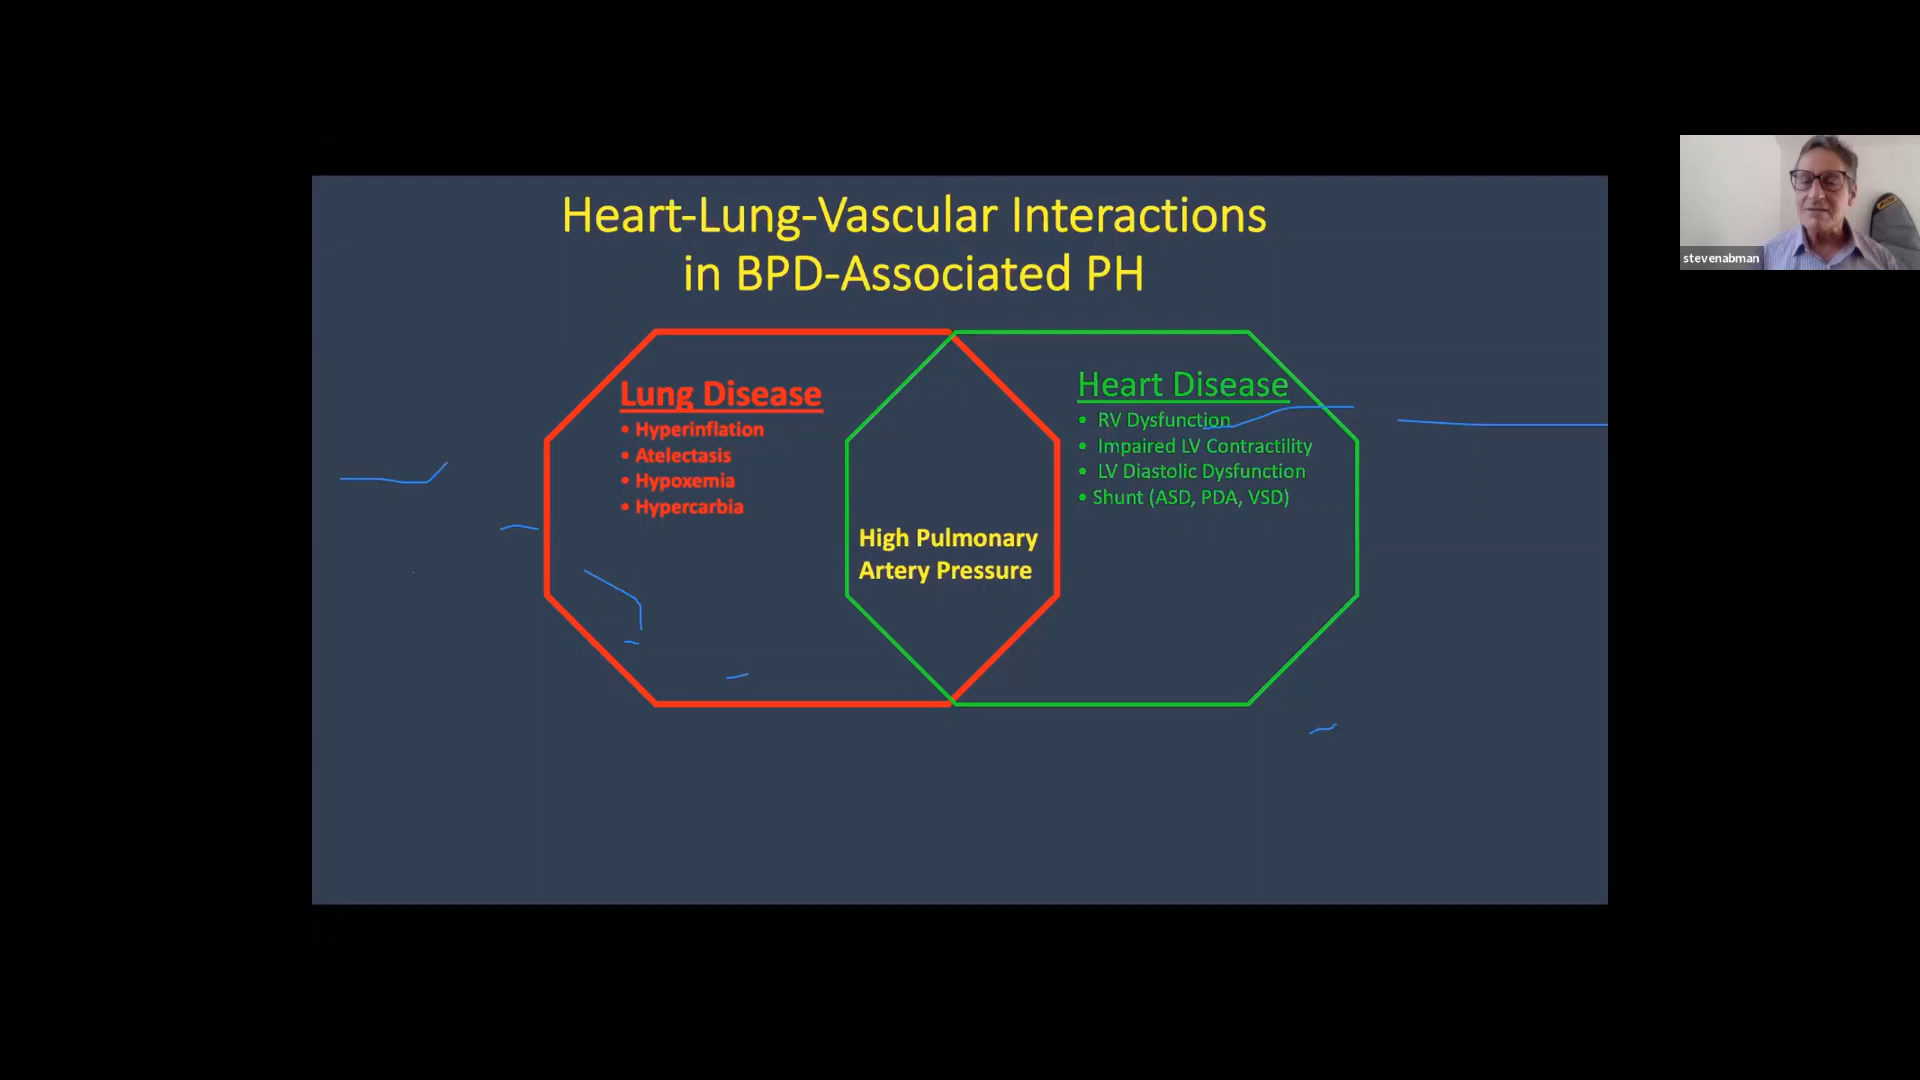 Heart-Lung-Vascular Interactions
in BPD-Associated PH
Lung Disease
• Hyperinflation
• Atelectasis
• Hypoxemia
• Hypercarbia
High Pulmonary
Artery Pressure
Heart Disease
• RV Dysfunction
• Impaired LV Contractility
• LV Diastolic Dysfunction
• Shunt (ASD, PDA, VSD)
stevenabman